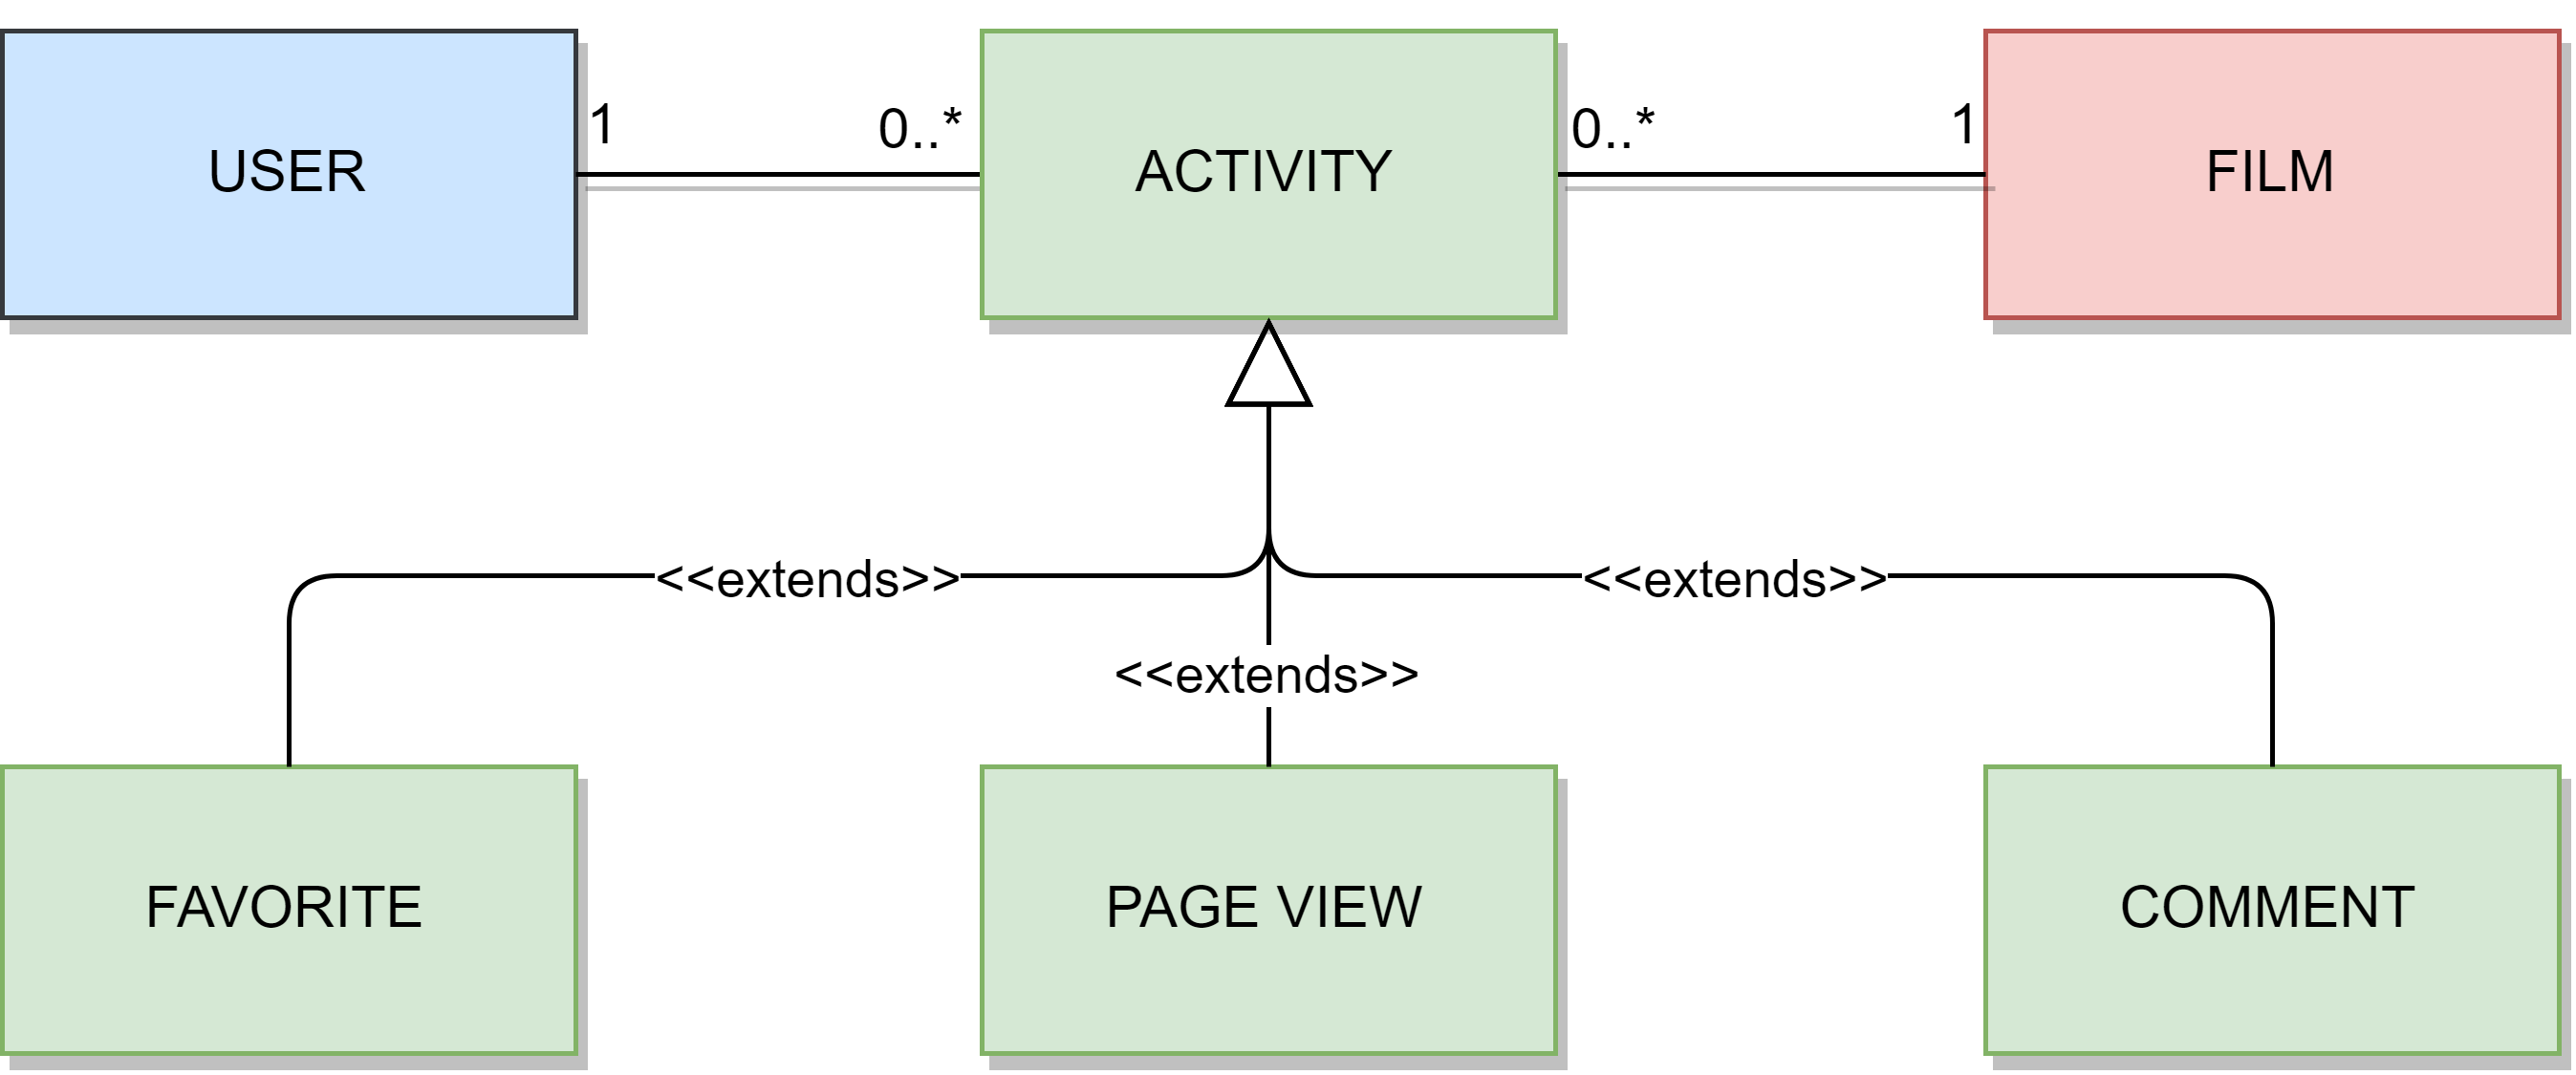 USER
1
0..*
ACTIVITY
0..*
1
FILM
<<extends>>
<<extends>>
<<extends>>
FAVORITE
PAGE VIEW
COMMENT